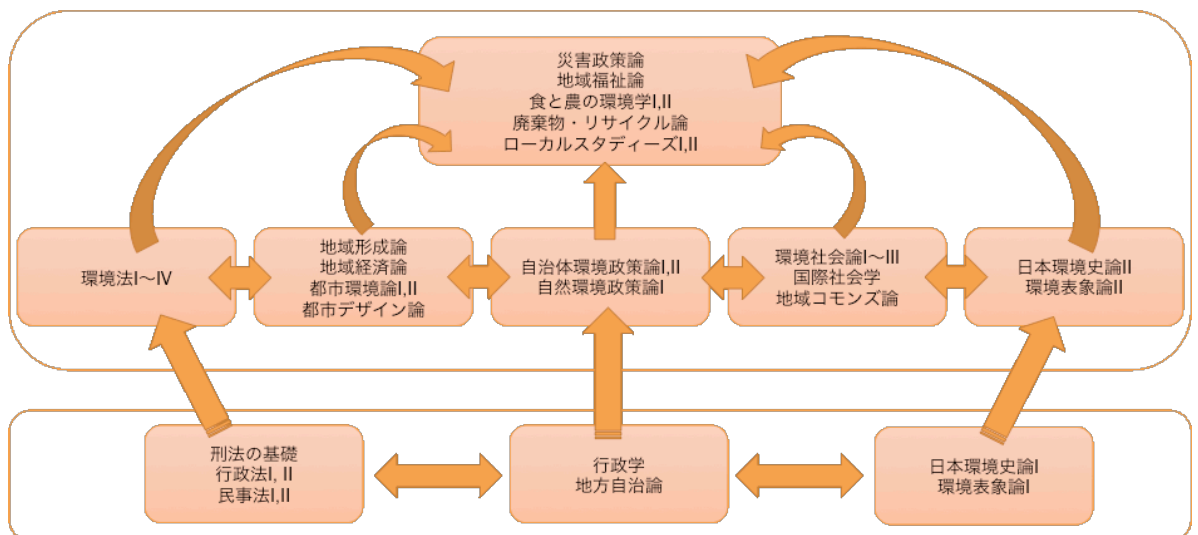 災害政策論
地域福祉論
食と農の環境学I,II
廃棄物・リサイクル論
ローカルスタディーズI,II
環境法I〜IV
地域形成論
地域経済論
都市環境論I,II
都市デザイン論
自治体環境政策論I,II
自然環境政策論I
環境社会論I〜III
国際社会学
地域コモンズ論
日本環境史論II
環境表象論II
刑法の基礎
行政法I, II
民事法I,II
行政学
地方自治論
日本環境史論I
環境表象論I